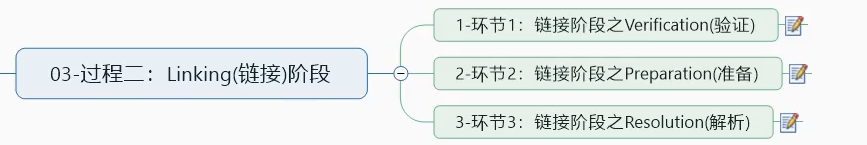 03-过程二：Linking(链接)阶段
1-环节1：链接阶段之Verification(验证)
2-环节2：链接阶段之Preparation(准备)
3-环节3：链接阶段之Resolution(解析)